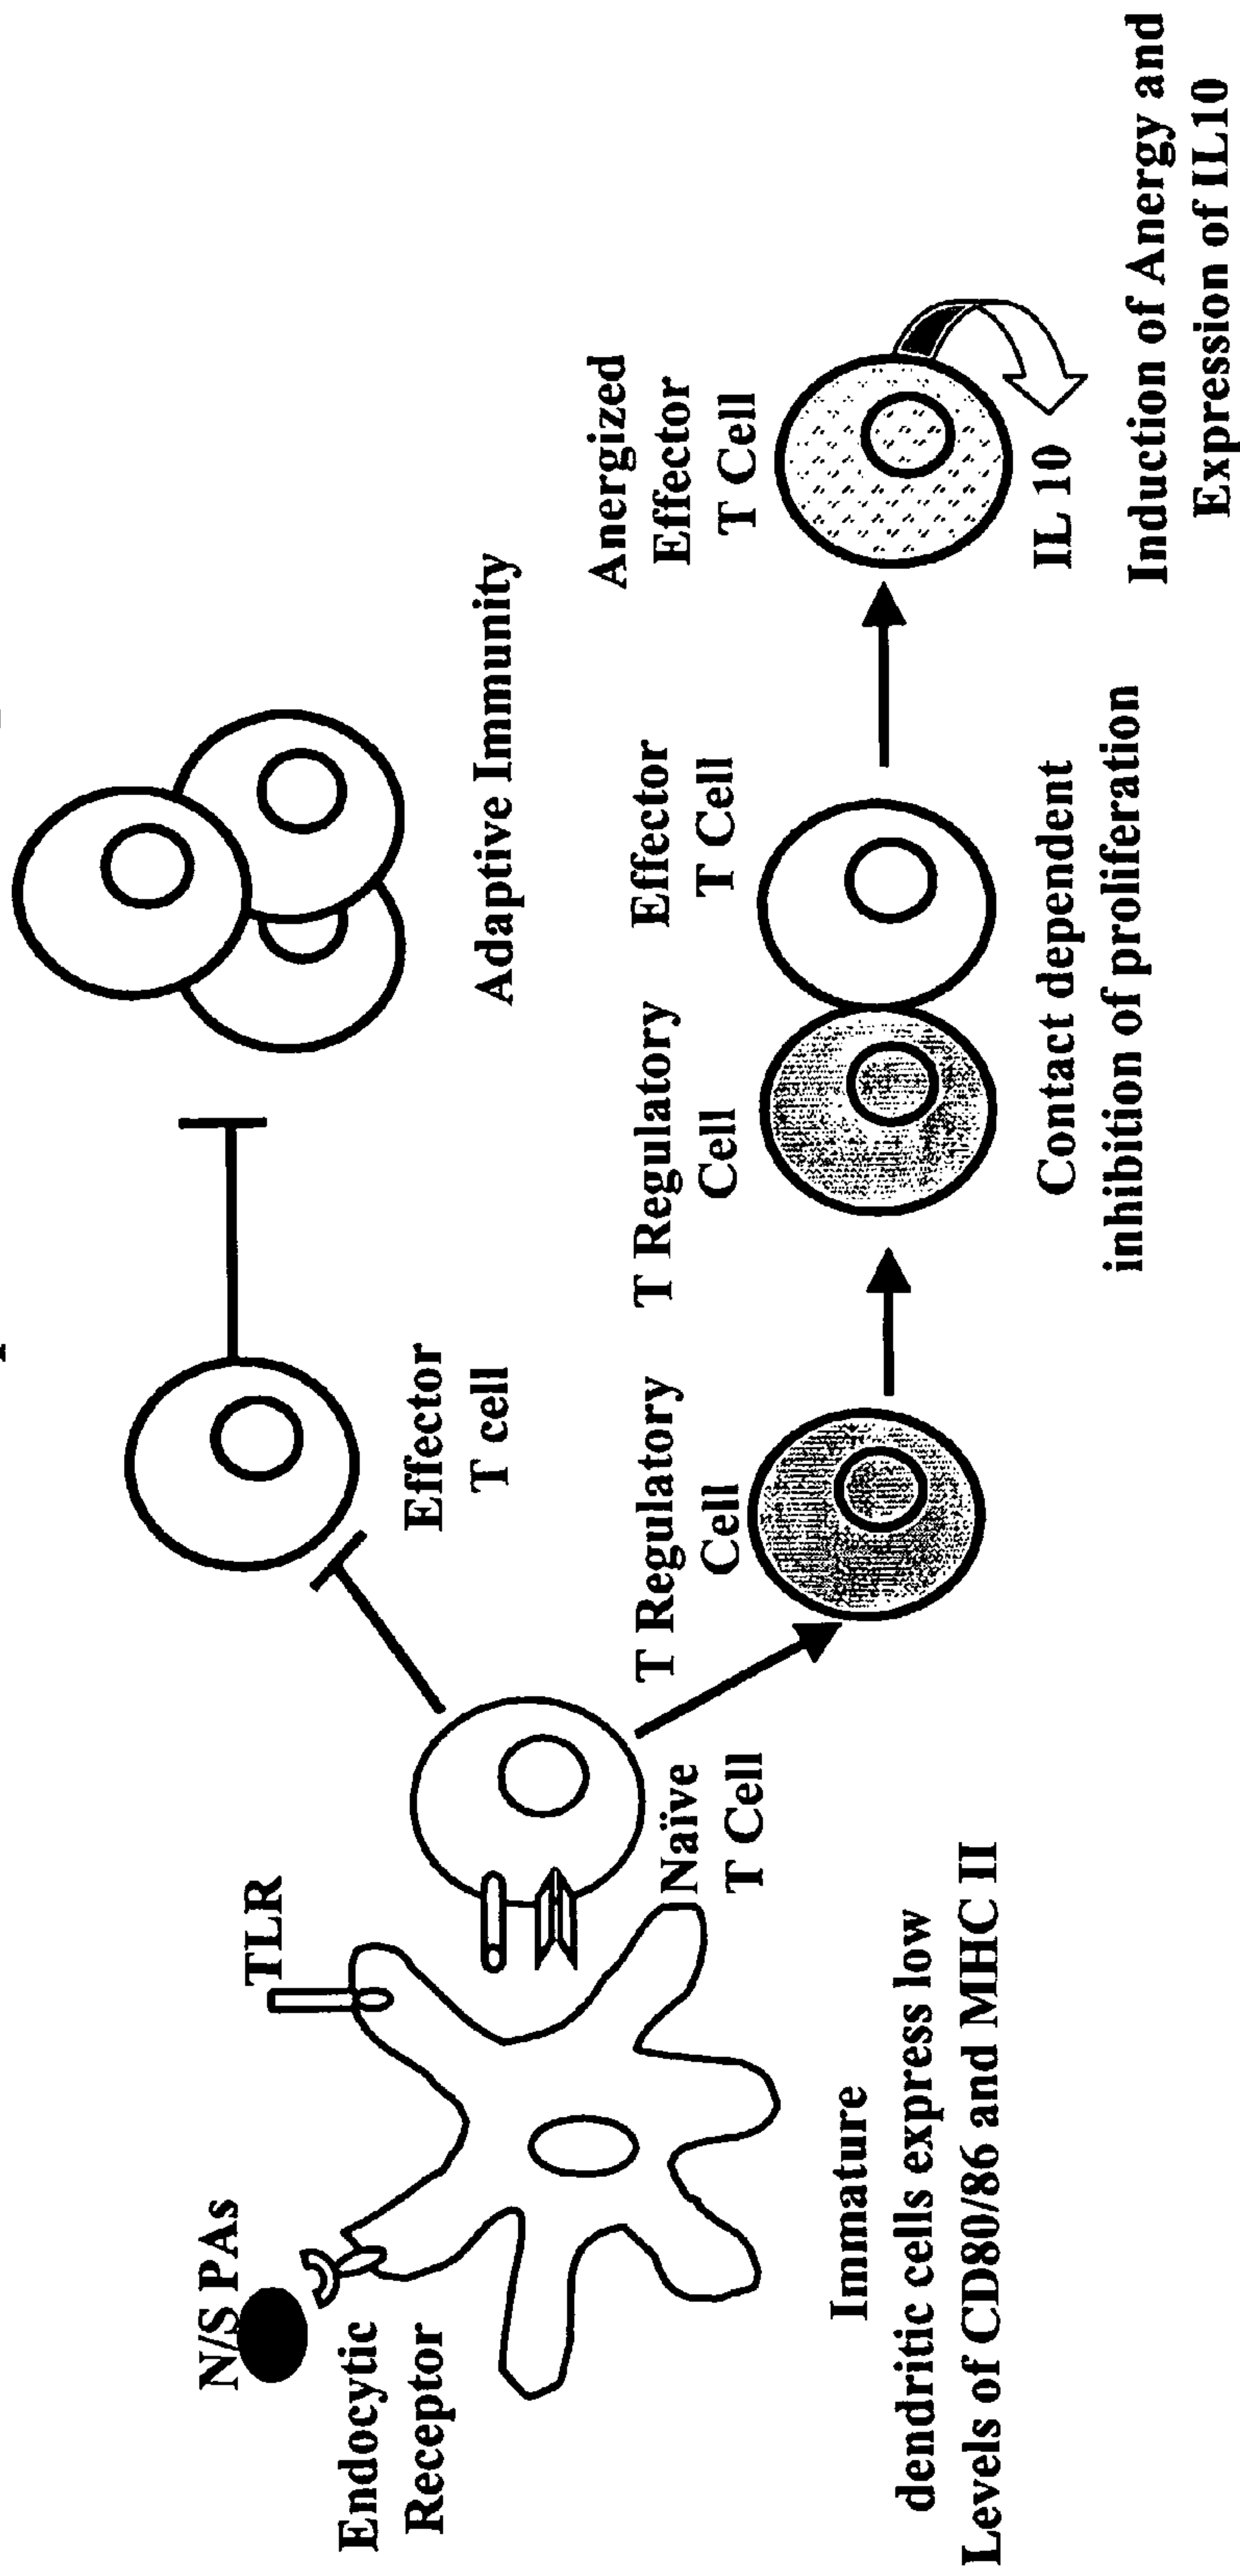 N/S PAs
Endocytic
Receptor
TLR
Immature
dendritic cells express low
Levels of CD80/86 and MHC II
Naïve
T Cell
Effector
T cell
Adaptive Immunity
T Regulatory
Cell
T Regulatory
Cell
Effector
T Cell
Contact dependent
inhibition of proliferation
Anergized
Effector
T Cell
IL 10
Induction of Anergy and
Expression of IL10